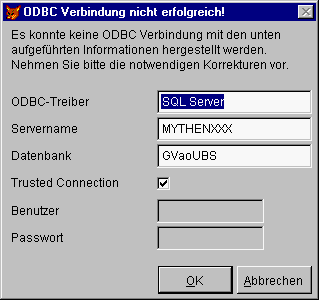 ODBC Verbindung nicht erfolgreich!
Es konnte keine ODBC Verbindung mit den unten
aufgeführten Informationen hergestellt werden.
Nehmen Sie bitte die notwendigen Korrekturen vor.
ODBC-Treiber SQL Server
Servername MYTHENXXX
Datenbank GVaoUBS
Trusted Connection
Benutzer
Passwort
OK Abbrechen